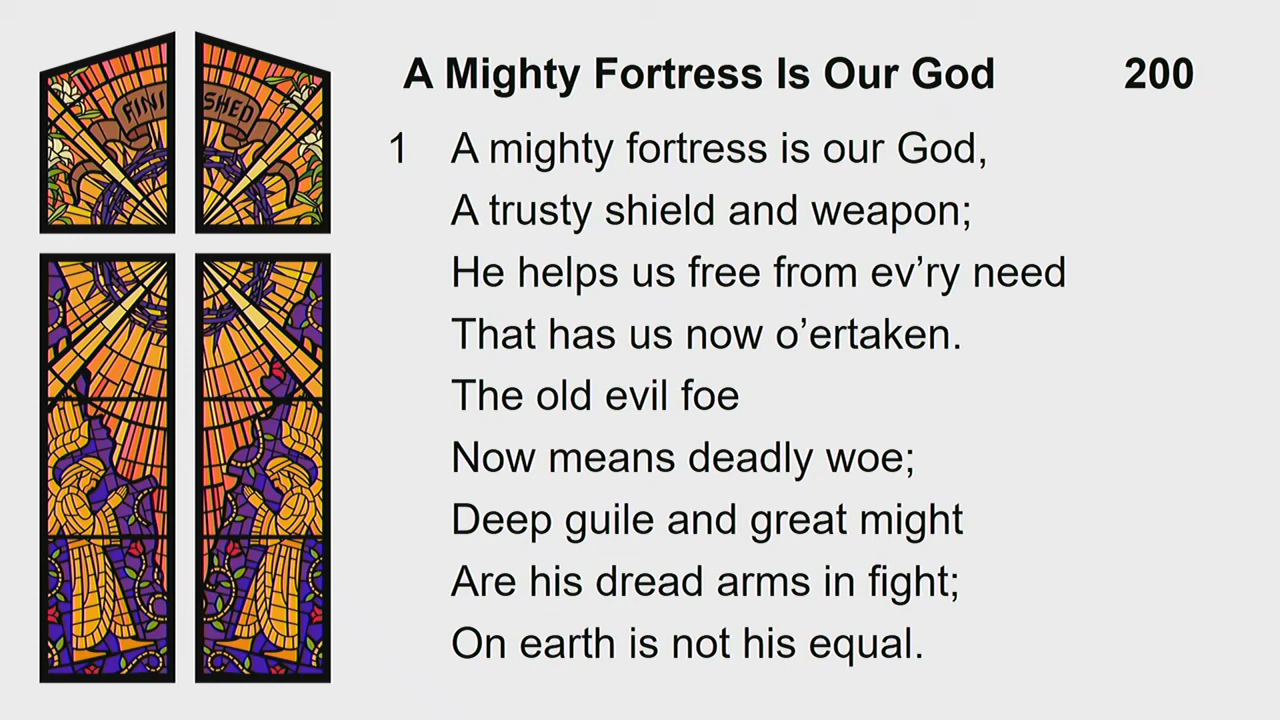 FINI SHED
A Mighty Fortress Is Our God 200
1 A mighty fortress is our God,
A trusty shield and weapon;
He helps us free from ev’ry need
That has us now o’ertaken.
The old evil foe
Now means deadly woe;
Deep guile and great might
Are his dread arms in fight;
On earth is not his equal.